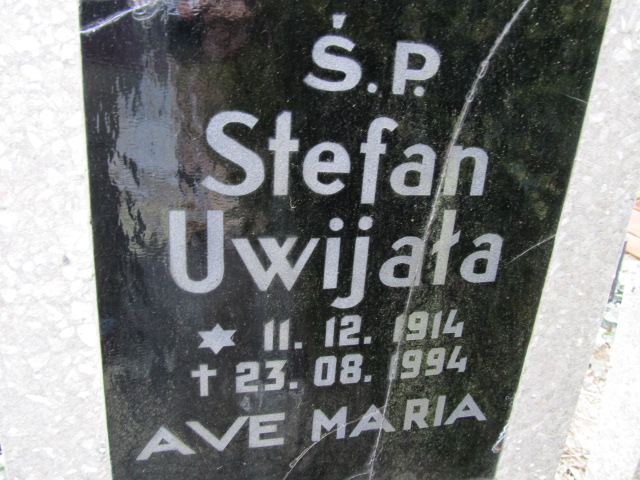 Ś.P.
Stefan
Uwijała
✶ 11. 12. 1914
✝ 23. 08. 1994
AVE MARIA